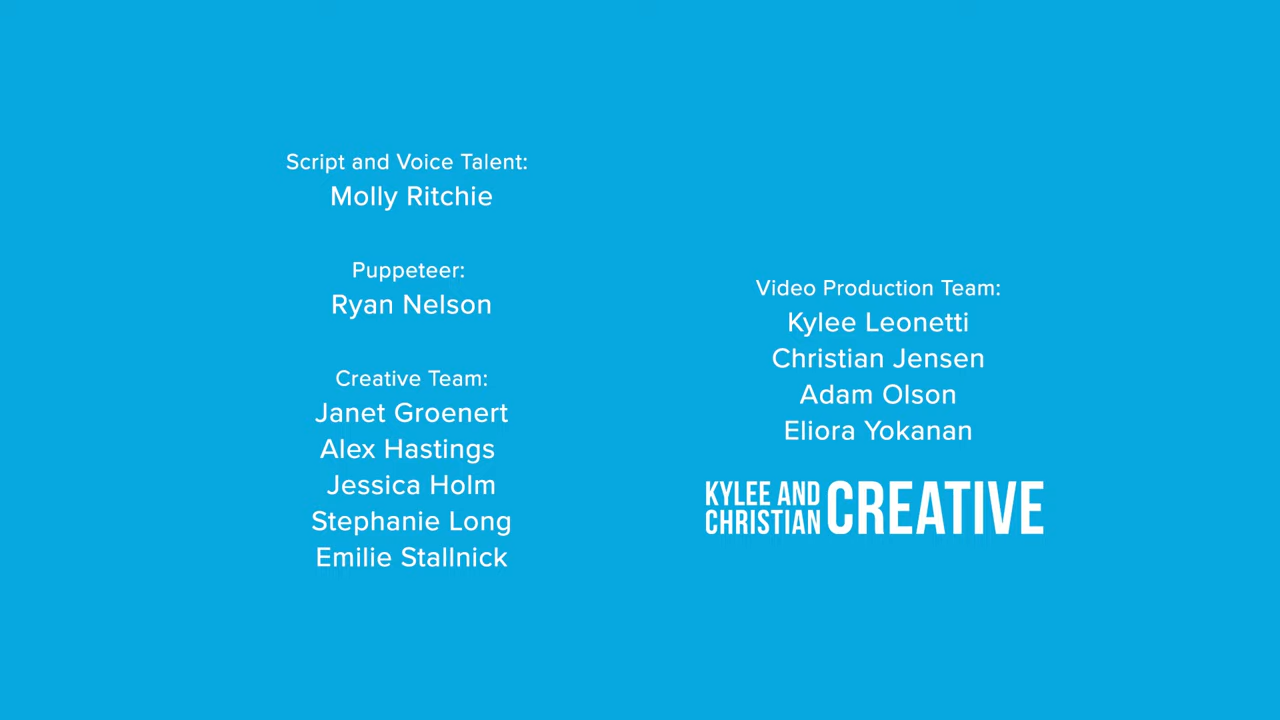 Script and Voice Talent:
Molly Ritchie
Puppeteer:
Ryan Nelson
Creative Team:
Janet Groenert
Alex Hastings
Jessica Holm
Stephanie Long
Emilie Stallnick
Video Production Team:
Kylee Leonetti
Christian Jensen
Adam Olson
Eliora Yokanan
KYLEE AND
CHRISTIAN
CREATIVE